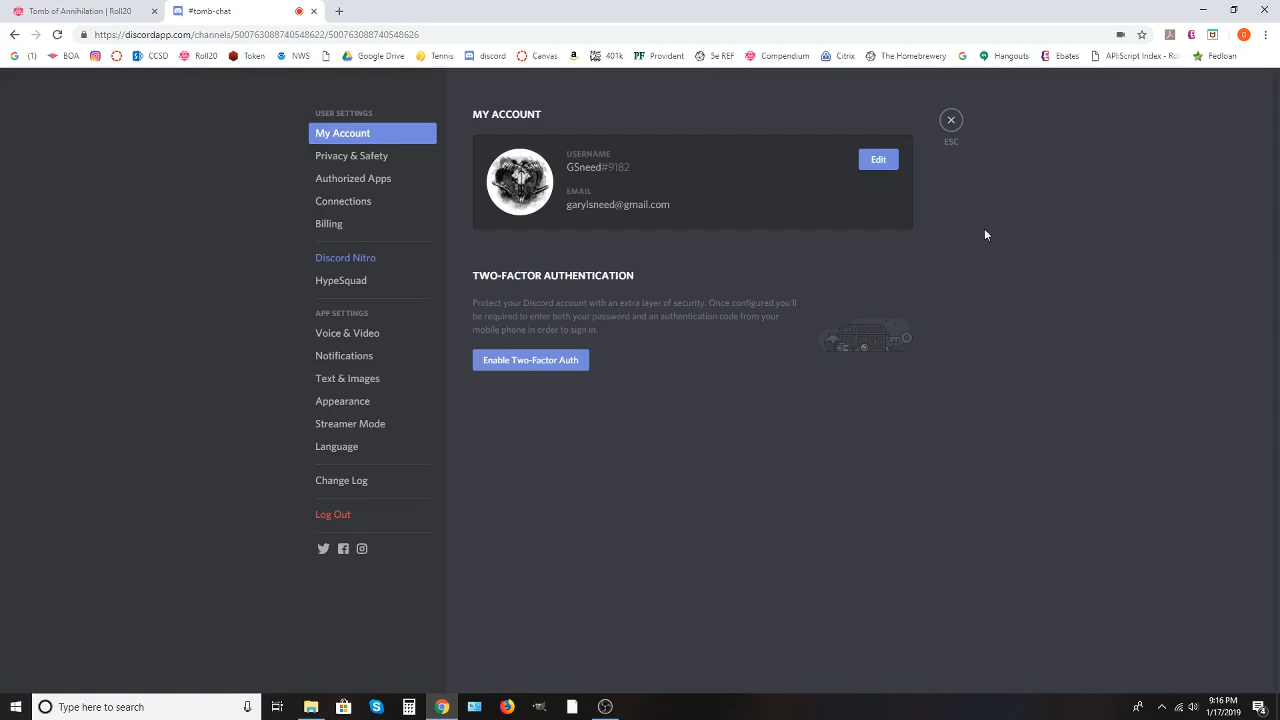 Tomb of Annihilation | Roll20
#tomb-chat
https://discordapp.com/channels/500763088748548622/500763088748548626
(1)
BOA
CCSD
Roll20
Token
NWS
Google Drive
Tennis
discord
Canvas
401k
Provident
5e REF
Compendium
Citrix
The Homebrewery
Hangouts
Ebates
APIScript Index - Rol
Fedloan
USER SETTINGS
My Account
Privacy & Safety
Authorized Apps
Connections
Billing
Discord Nitro
HypeSquad
APP SETTINGS
Voice & Video
Notifications
Text & Images
Appearance
Streamer Mode
Language
Change Log
Log Out
MY ACCOUNT
USERNAME
GSneed#9182
EMAIL
garylsneed@gmail.com
Edit
ESC
TWO-FACTOR AUTHENTICATION
Protect your Discord account with an extra layer of security. Once configured you'll
be required to enter both your password and an authentication code from your
mobile phone in order to sign in.
Enable Two-Factor Auth
Type here to search
9:16 PM
1/17/2019